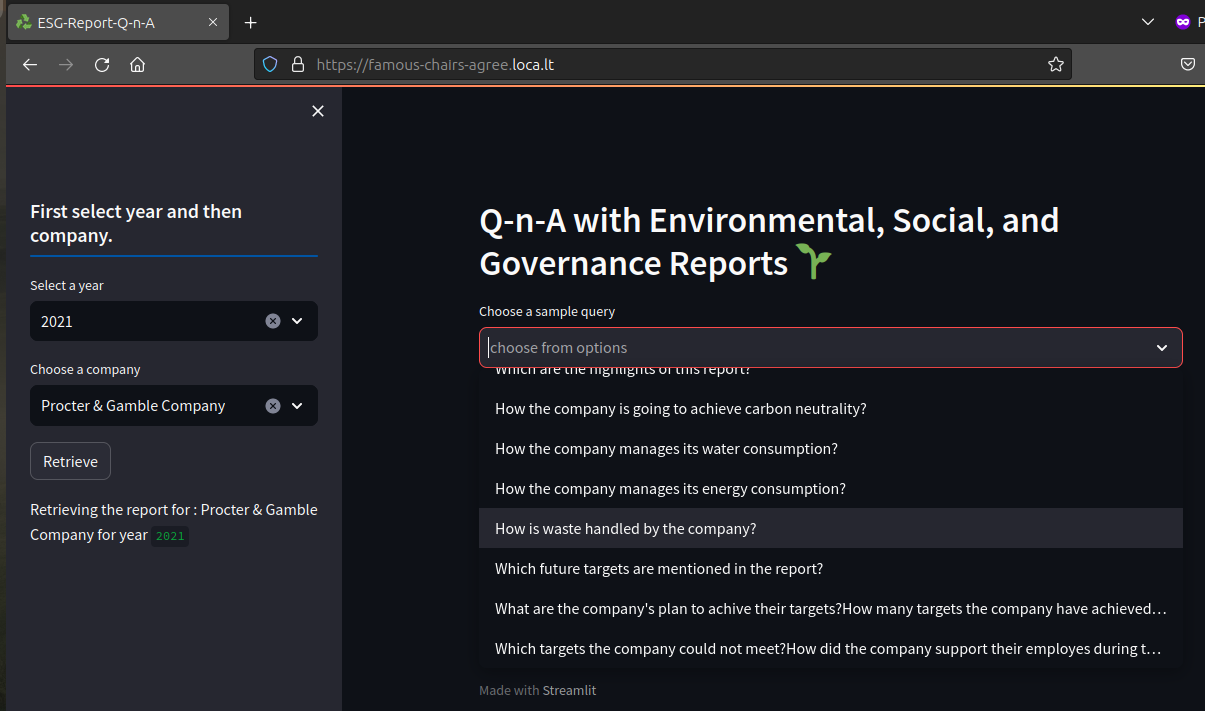 ESG-Report-Q-n-A
https://famous-chairs-agree.loca.lt
First select year and then
company.
Select a year
2021
Choose a company
Procter & Gamble Company
Retrieve
Retrieving the report for : Procter & Gamble
Company for year 2021
Q-n-A with Environmental, Social, and
Governance Reports
Choose a sample query
choose from options
Which are the highlights of this report?
How the company is going to achieve carbon neutrality?
How the company manages its water consumption?
How the company manages its energy consumption?
How is waste handled by the company?
Which future targets are mentioned in the report?
What are the company's plan to achive their targets?How many targets the company have achieved…
Which targets the company could not meet?How did the company support their employes during t…
Made with Streamlit